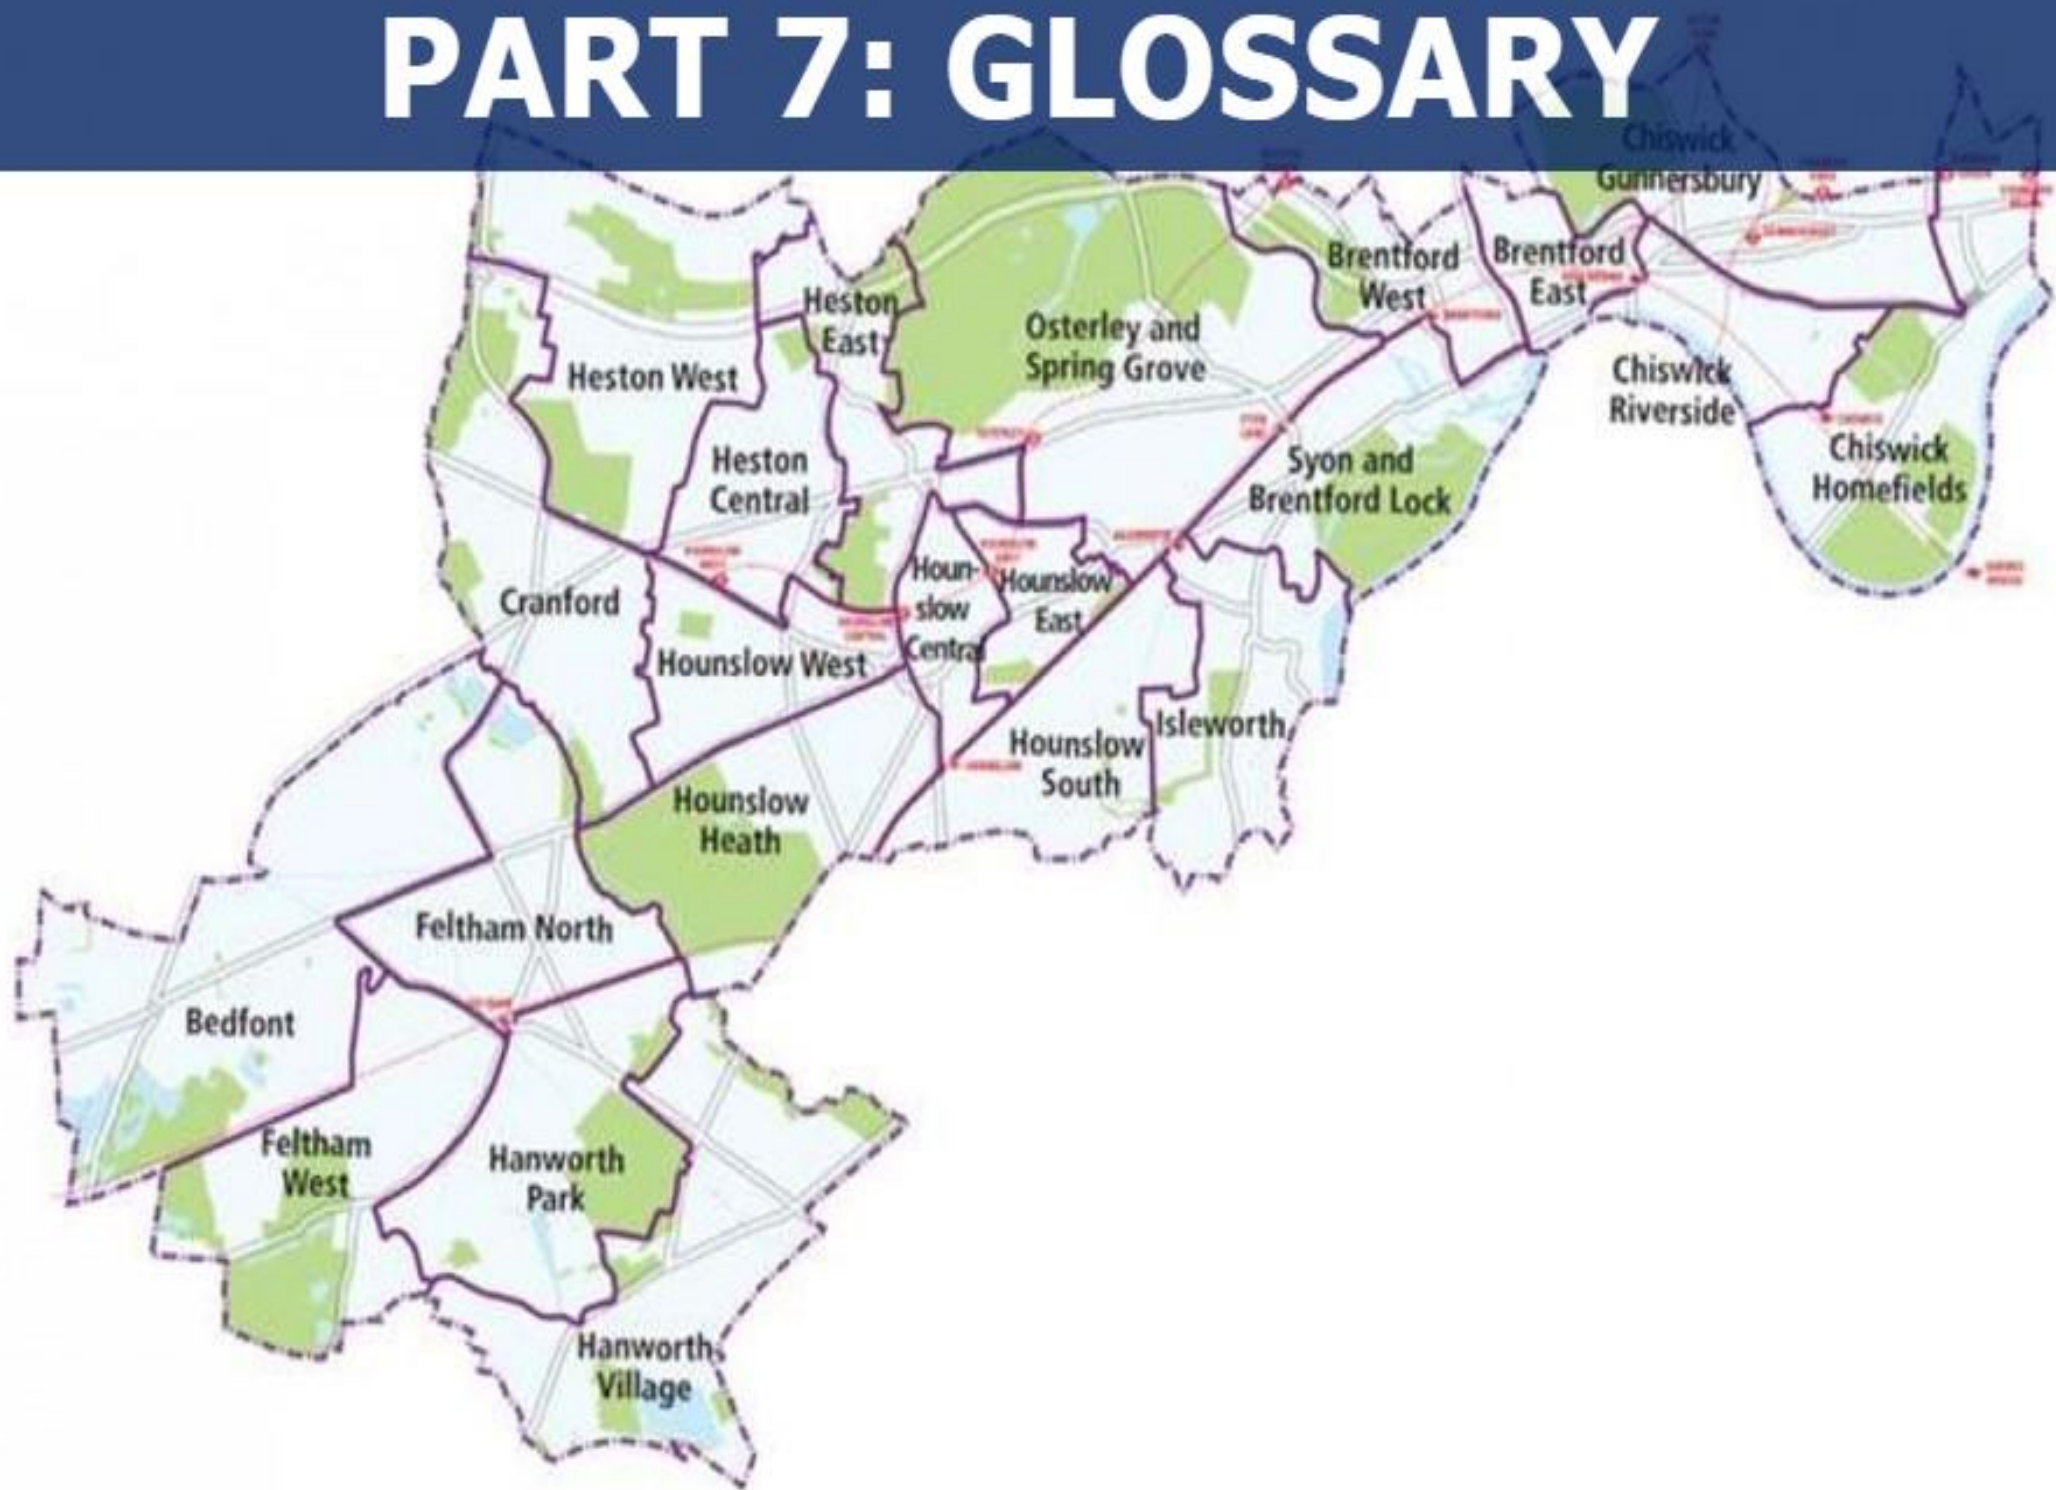 PART 7: GLOSSARY
Chiswick
Gunnersbury
Brentford
West
Brentford
East
Heston
East
Osterley and
Spring Grove
Heston West
Chiswick
Riverside
Heston
Central
Syon and
Brentford Lock
Chiswick
Homefields
Cranford
Houn-
slow
Central
Hounslow
East
Hounslow West
Hounslow
South
Isleworth
Hounslow
Heath
Feltham North
Bedfont
Feltham
West
Hanworth
Park
Hanworth
Village